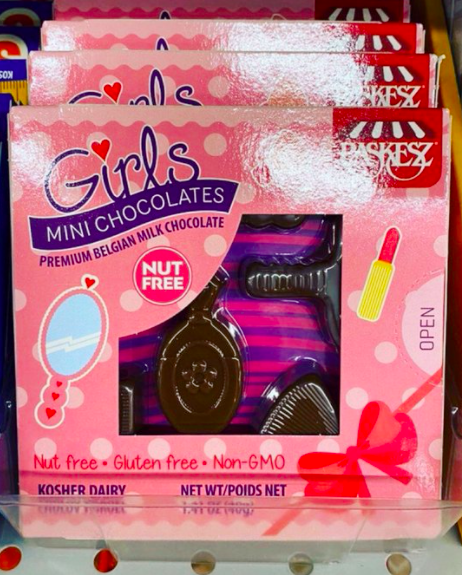 Girls
Girls
PASKESZ
MINI CHOCOLATES
PREMIUM BELGIAN MILK CHOCOLATE
NUT
FREE
OPEN
Nut free • Gluten free • Non-GMO
KOSHER DAIRY
NET WT/POIDS NET